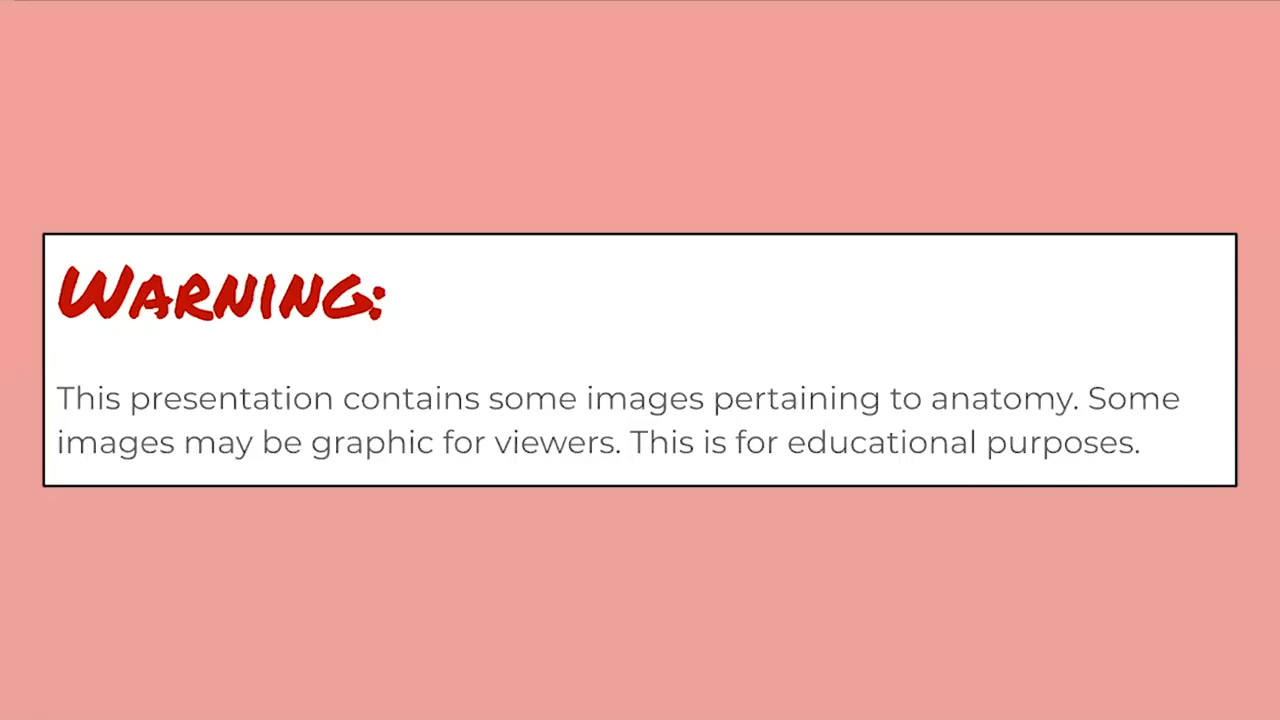 Warning:
This presentation contains some images pertaining to anatomy. Some
images may be graphic for viewers. This is for educational purposes.